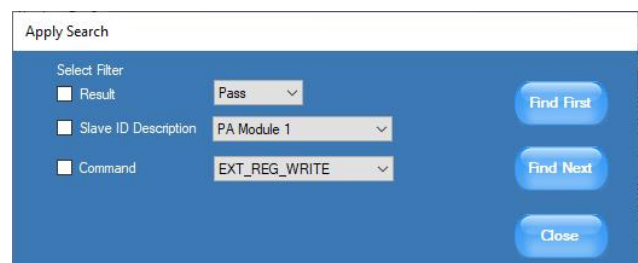 Apply Search
Select Filter
Result
Pass
Find First
Slave ID Description
PA Module 1
Command
EXT_REG_WRITE
Find Next
Close